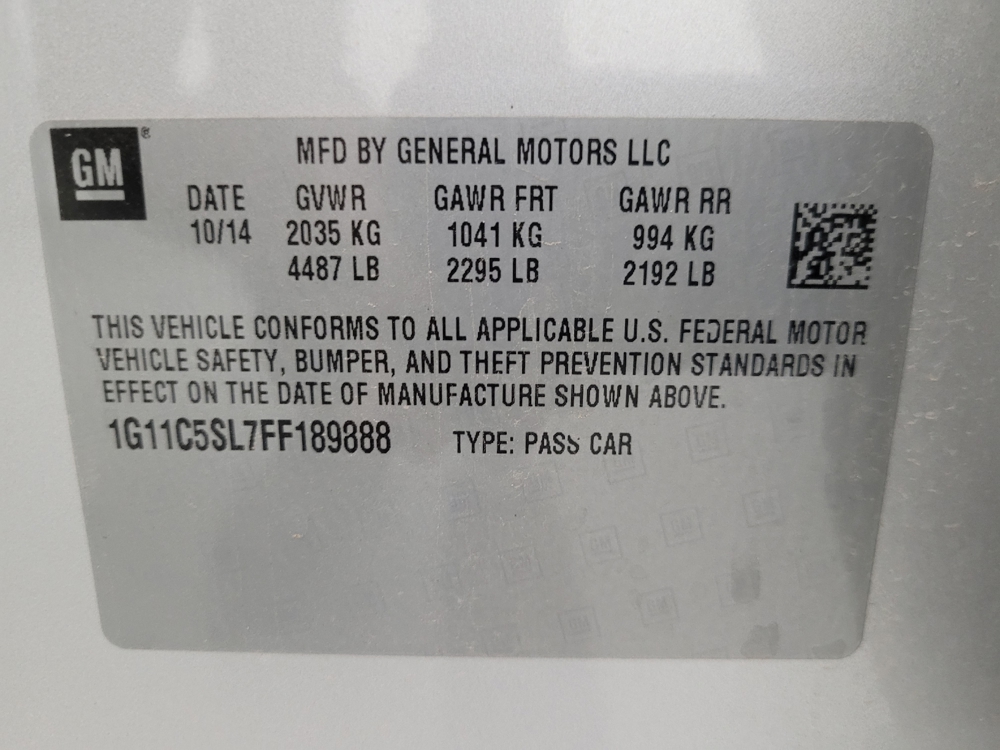 GM®
MFD BY GENERAL MOTORS LLC
DATE GVWR GAWR FRT GAWR RR
10/14 2035 KG 1041 KG 994 KG
4487 LB 2295 LB 2192 LB
THIS VEHICLE CONFORMS TO ALL APPLICABLE U.S. FEDERAL MOTOR
VEHICLE SAFETY, BUMPER, AND THEFT PREVENTION STANDARDS IN
EFFECT ON THE DATE OF MANUFACTURE SHOWN ABOVE.
1G11C5SL7FF189888 TYPE: PASS CAR